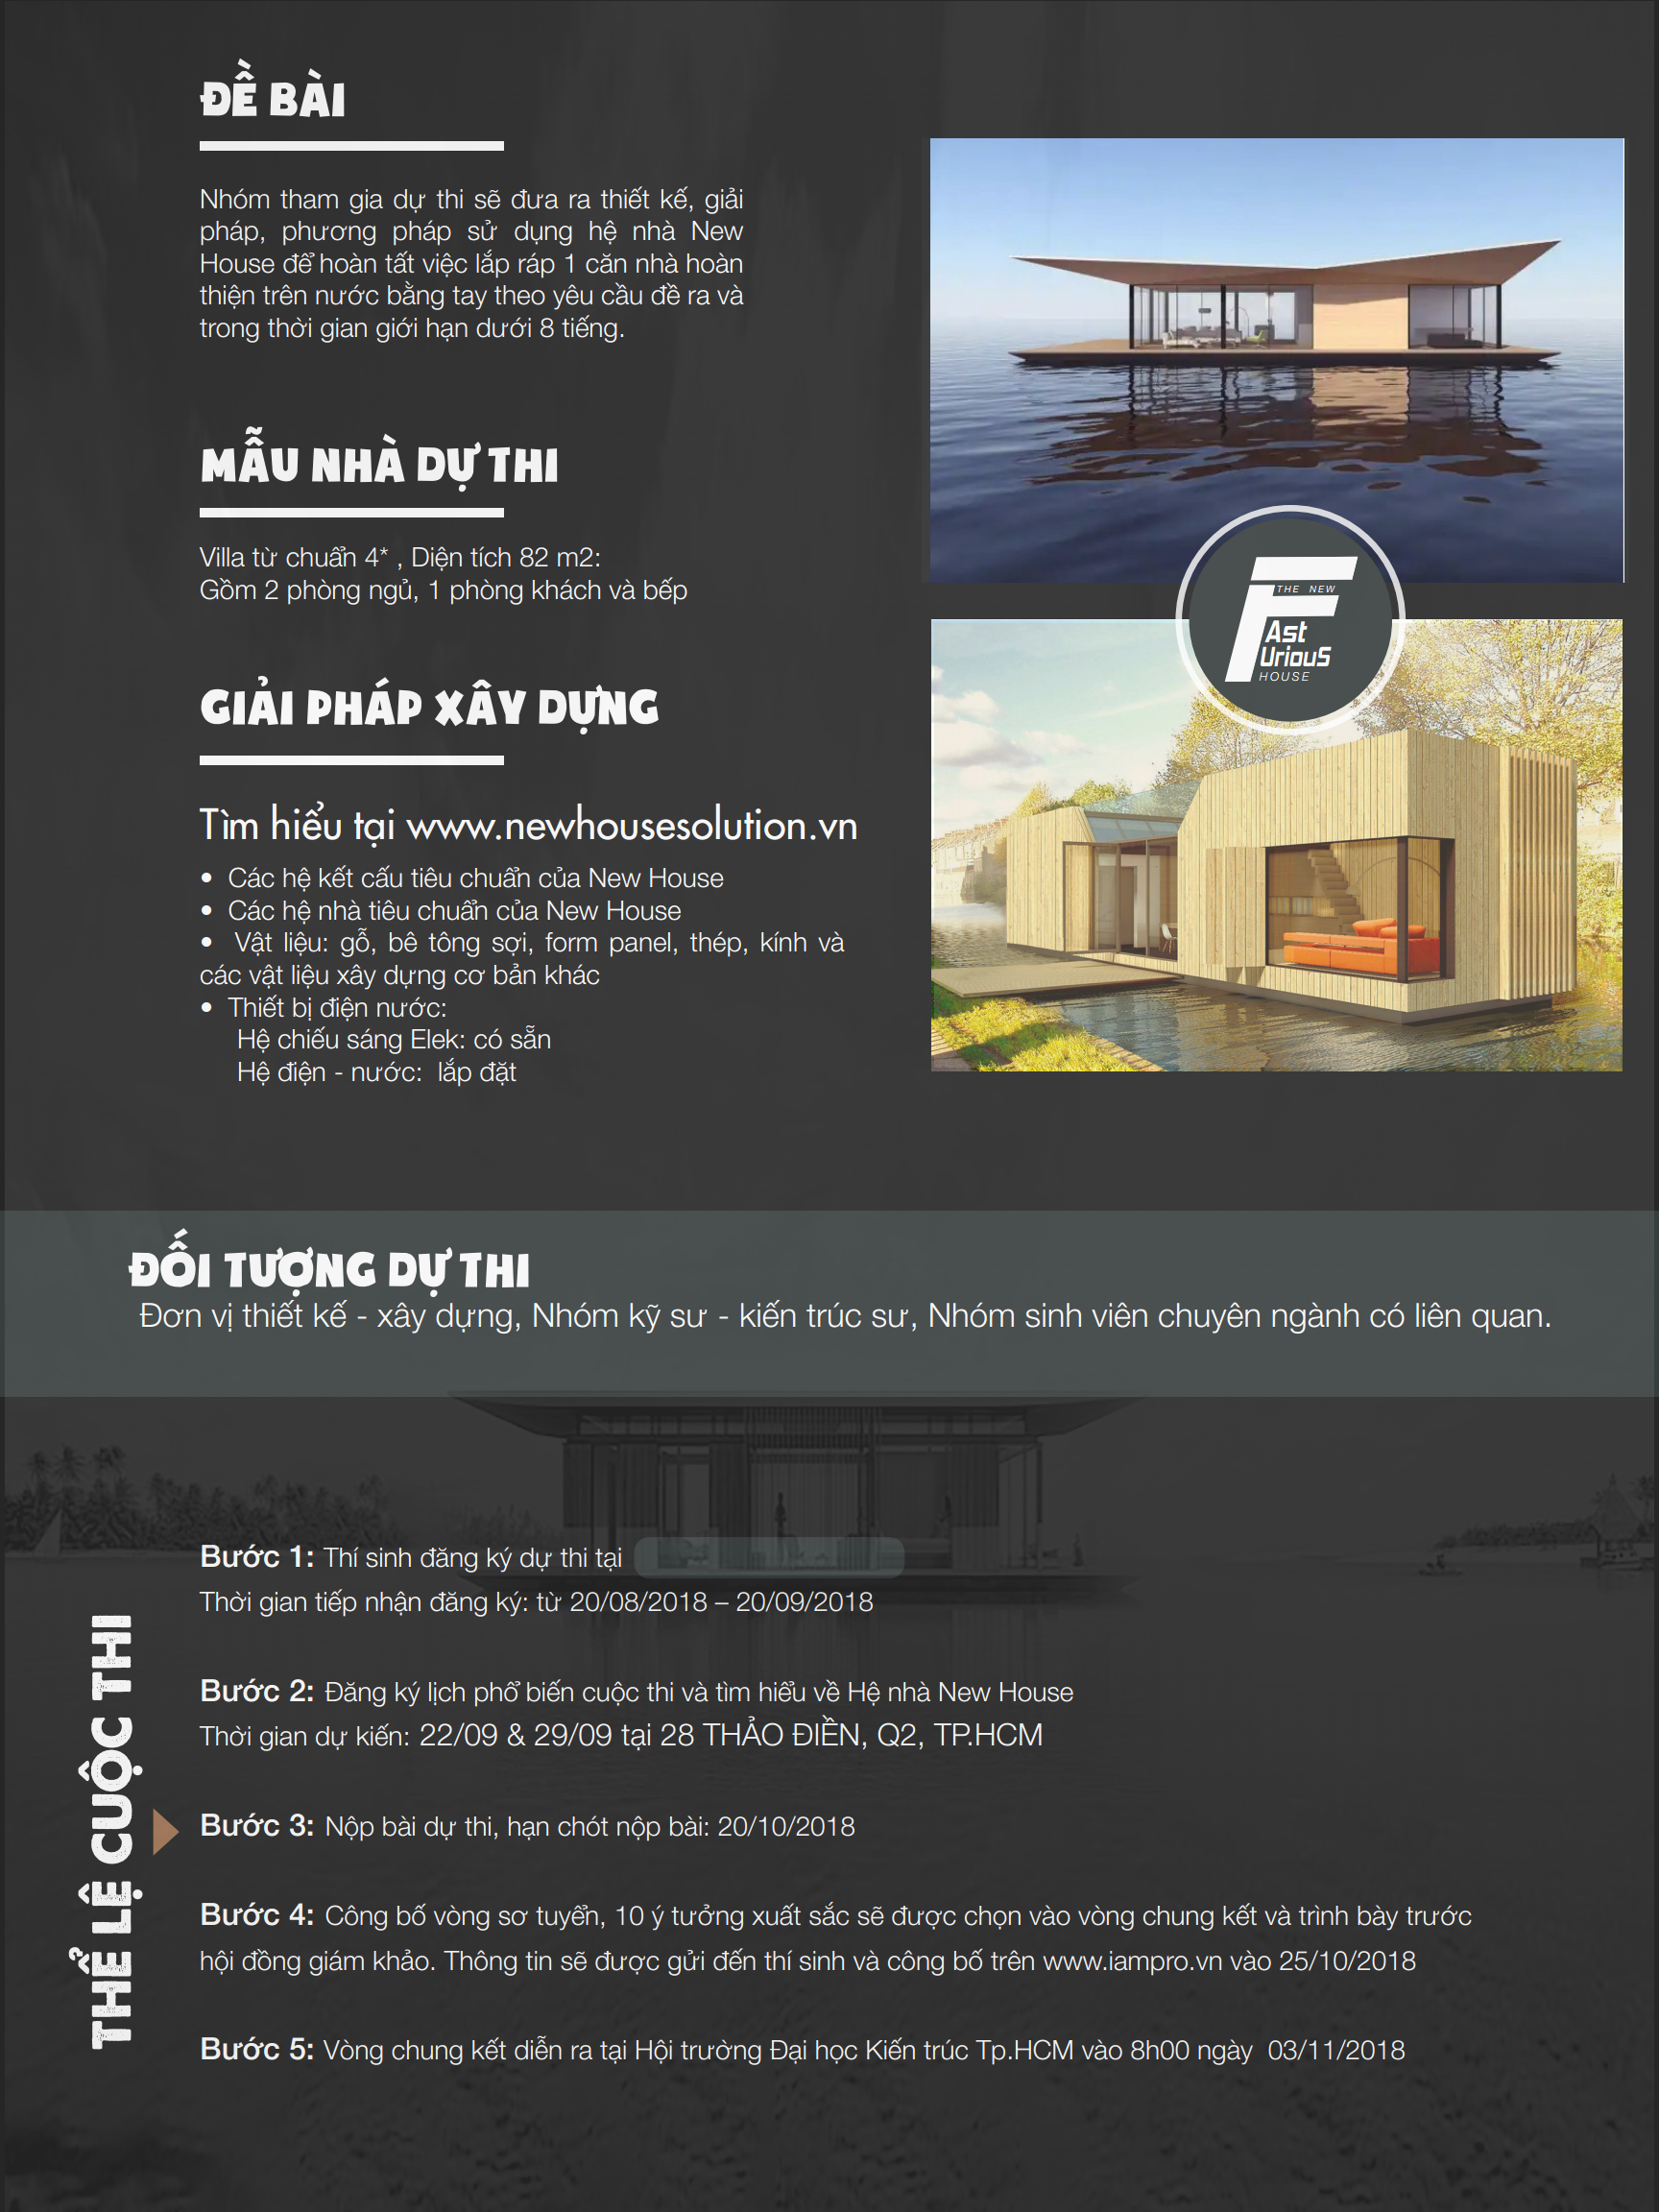 ĐỀ BÀI
Nhóm tham gia dự thi sẽ đưa ra thiết kế, giải
pháp, phương pháp sử dụng hệ nhà New
House để hoàn tất việc lắp ráp 1 căn nhà hoàn
thiện trên nước bằng tay theo yêu cầu đề ra và
trong thời gian giới hạn dưới 8 tiếng.
MẪU NHÀ DỰ THI
Villa từ chuẩn 4* , Diện tích 82 m2:
Gồm 2 phòng ngủ, 1 phòng khách và bếp
GIẢI PHÁP XÂY DỰNG
Tìm hiểu tại www.newhousesolution.vn
• Các hệ kết cấu tiêu chuẩn của New House
• Các hệ nhà tiêu chuẩn của New House
• Vật liệu: gỗ, bê tông sợi, form panel, thép, kính và
các vật liệu xây dựng cơ bản khác
• Thiết bị điện nước:
Hệ chiếu sáng Elek: có sẵn
Hệ điện - nước: lắp đặt
THE NEW
FAst
UriouS
HOUSE
ĐỐI TƯỢNG DỰ THI
Đơn vị thiết kế - xây dựng, Nhóm kỹ sư - kiến trúc sư, Nhóm sinh viên chuyên ngành có liên quan.
THỂ LỆ CUỘC THI
Bước 1: Thí sinh đăng ký dự thi tại
Thời gian tiếp nhận đăng ký: từ 20/08/2018 – 20/09/2018
Bước 2: Đăng ký lịch phổ biến cuộc thi và tìm hiểu về Hệ nhà New House
Thời gian dự kiến: 22/09 & 29/09 tại 28 THẢO ĐIỀN, Q2, TP.HCM
Bước 3: Nộp bài dự thi, hạn chót nộp bài: 20/10/2018
Bước 4: Công bố vòng sơ tuyển, 10 ý tưởng xuất sắc sẽ được chọn vào vòng chung kết và trình bày trước
hội đồng giám khảo. Thông tin sẽ được gửi đến thí sinh và công bố trên www.iampro.vn vào 25/10/2018
Bước 5: Vòng chung kết diễn ra tại Hội trường Đại học Kiến trúc Tp.HCM vào 8h00 ngày 03/11/2018